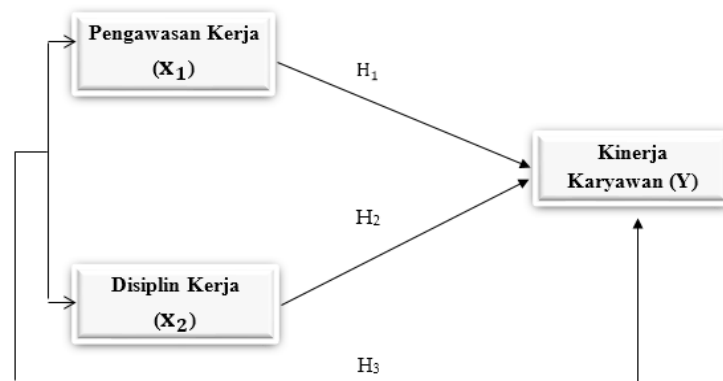 Pengawasan Kerja
(X₁)
H₁
Kinerja
Karyawan (Y)
H₂
Disiplin Kerja
(X₂)
H₃